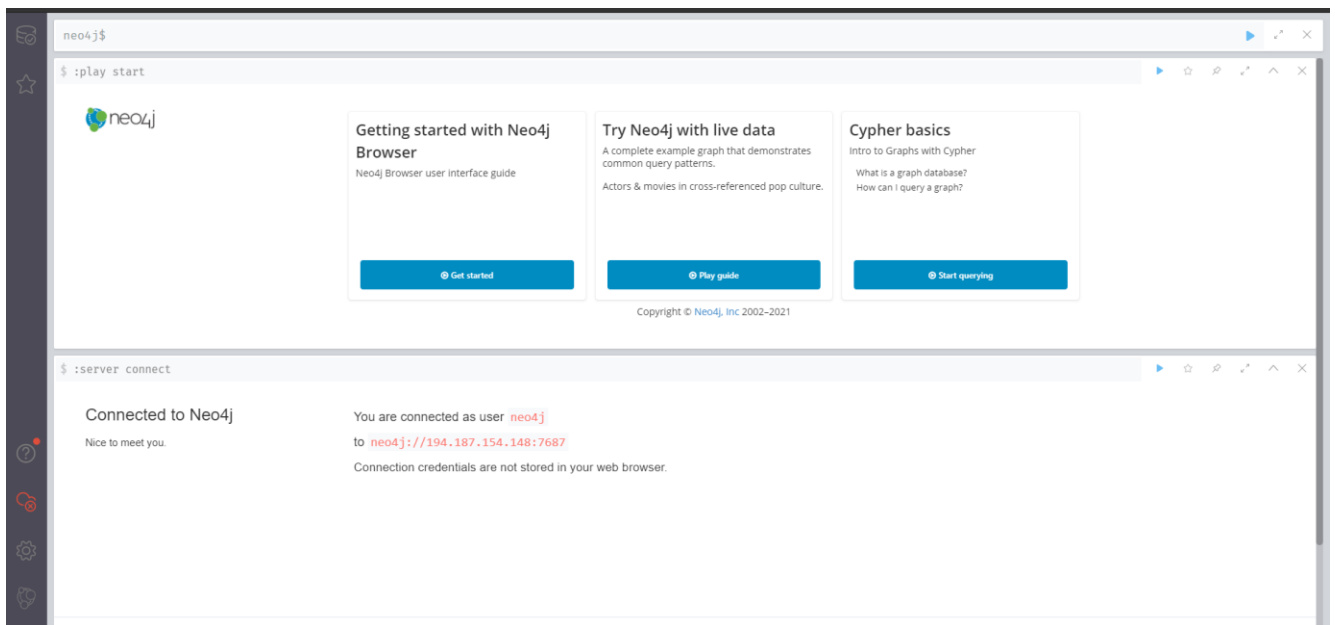 neo4j$
$ :play start
neo4j
Getting started with Neo4j
Browser
Neo4j Browser user interface guide
Get started
Try Neo4j with live data
A complete example graph that demonstrates
common query patterns.
Actors & movies in cross-referenced pop culture.
Play guide
Cypher basics
Intro to Graphs with Cypher
What is a graph database?
How can I query a graph?
Start querying
Copyright © Neo4j, Inc 2002–2021
$ :server connect
Connected to Neo4j
Nice to meet you.
You are connected as user neo4j
to neo4j://194.187.154.148:7687
Connection credentials are not stored in your web browser.